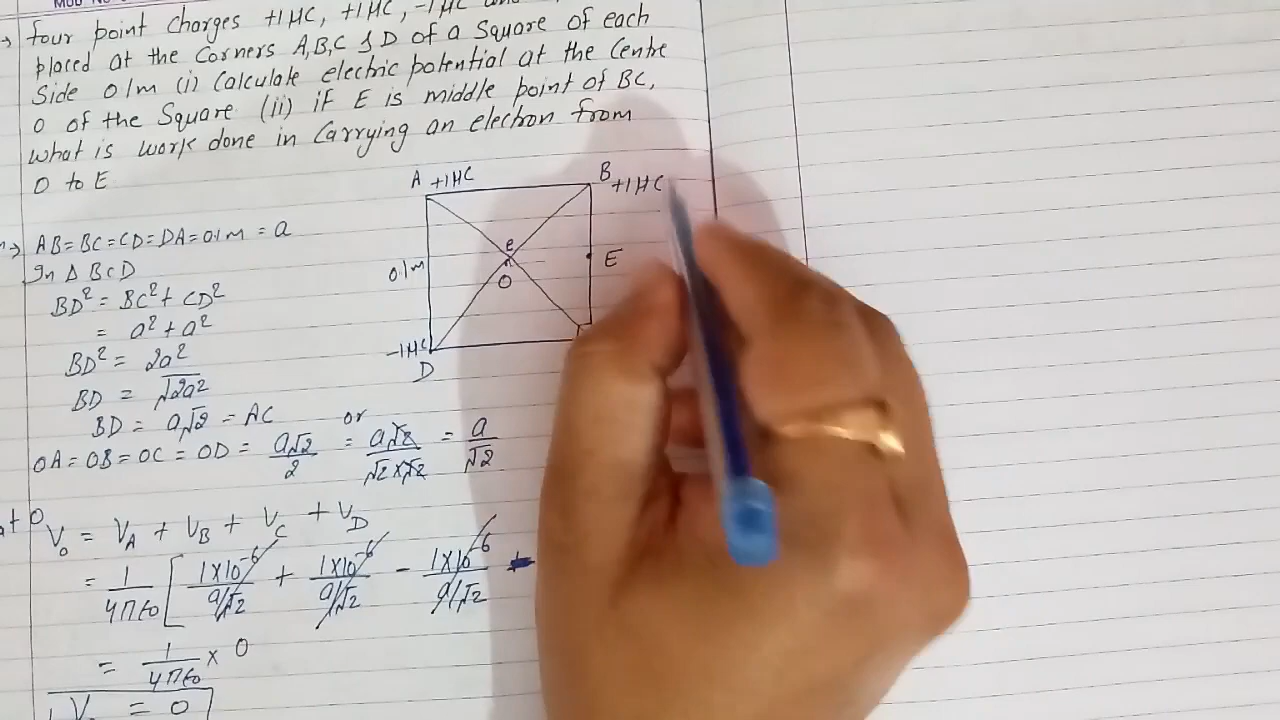 four point charges +1μC, +1μC, -1μC
placed at the Corners A,B,C & D of a Square of each
Side 0.1m (i) Calculate electric potential at the Centre
O of the Square (ii) if E is middle point of BC,
what is work done in Carrying an electron from
O to E
A +1μC
B +1μC
AB=BC=CD=DA=0.1m = a
In Δ BCD
e
E
0.1m
O
BD² = BC² + CD²
= a² + a²
-1μC
D
BD² = 2a²
BD = √2a²
BD = a√2 = AC
OA=OB=OC = OD = a√2/2 or = a√2/√2×√2 = a/√2
at O
V₀ = V_A + V_B + V_C + V_D
= 1/4πε₀ [ 1×10⁻⁶/a/√2 + 1×10⁻⁶/a/√2 - 1×10⁻⁶/a/√2
= 1/4πε₀ × 0
V = 0